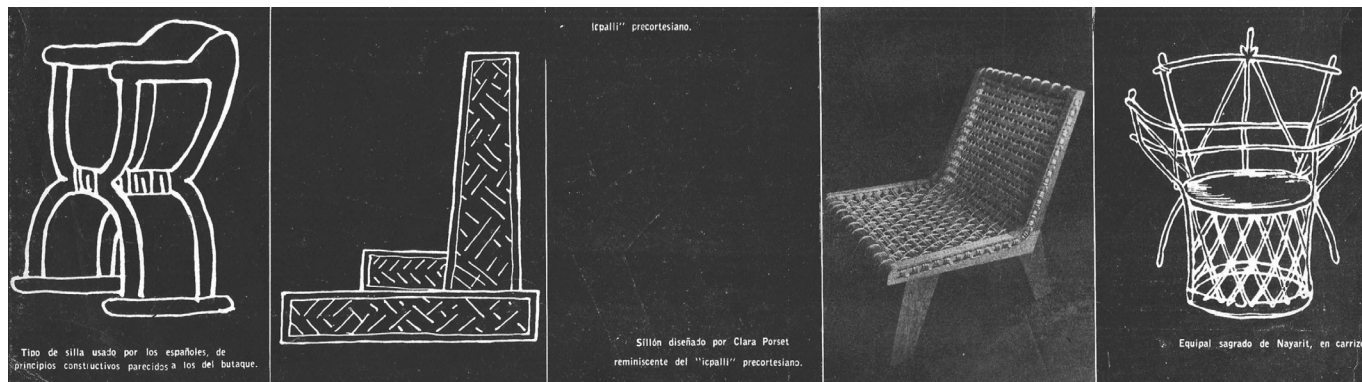 Icpalli" precortesiano.
Tipo de silla usado por los españoles, de
principios constructivos parecidos a los del butaque.
Sillón diseñado por Clara Porset
reminiscente del "icpalli" precortesiano.
Equipal sagrado de Nayarit, en carrizo